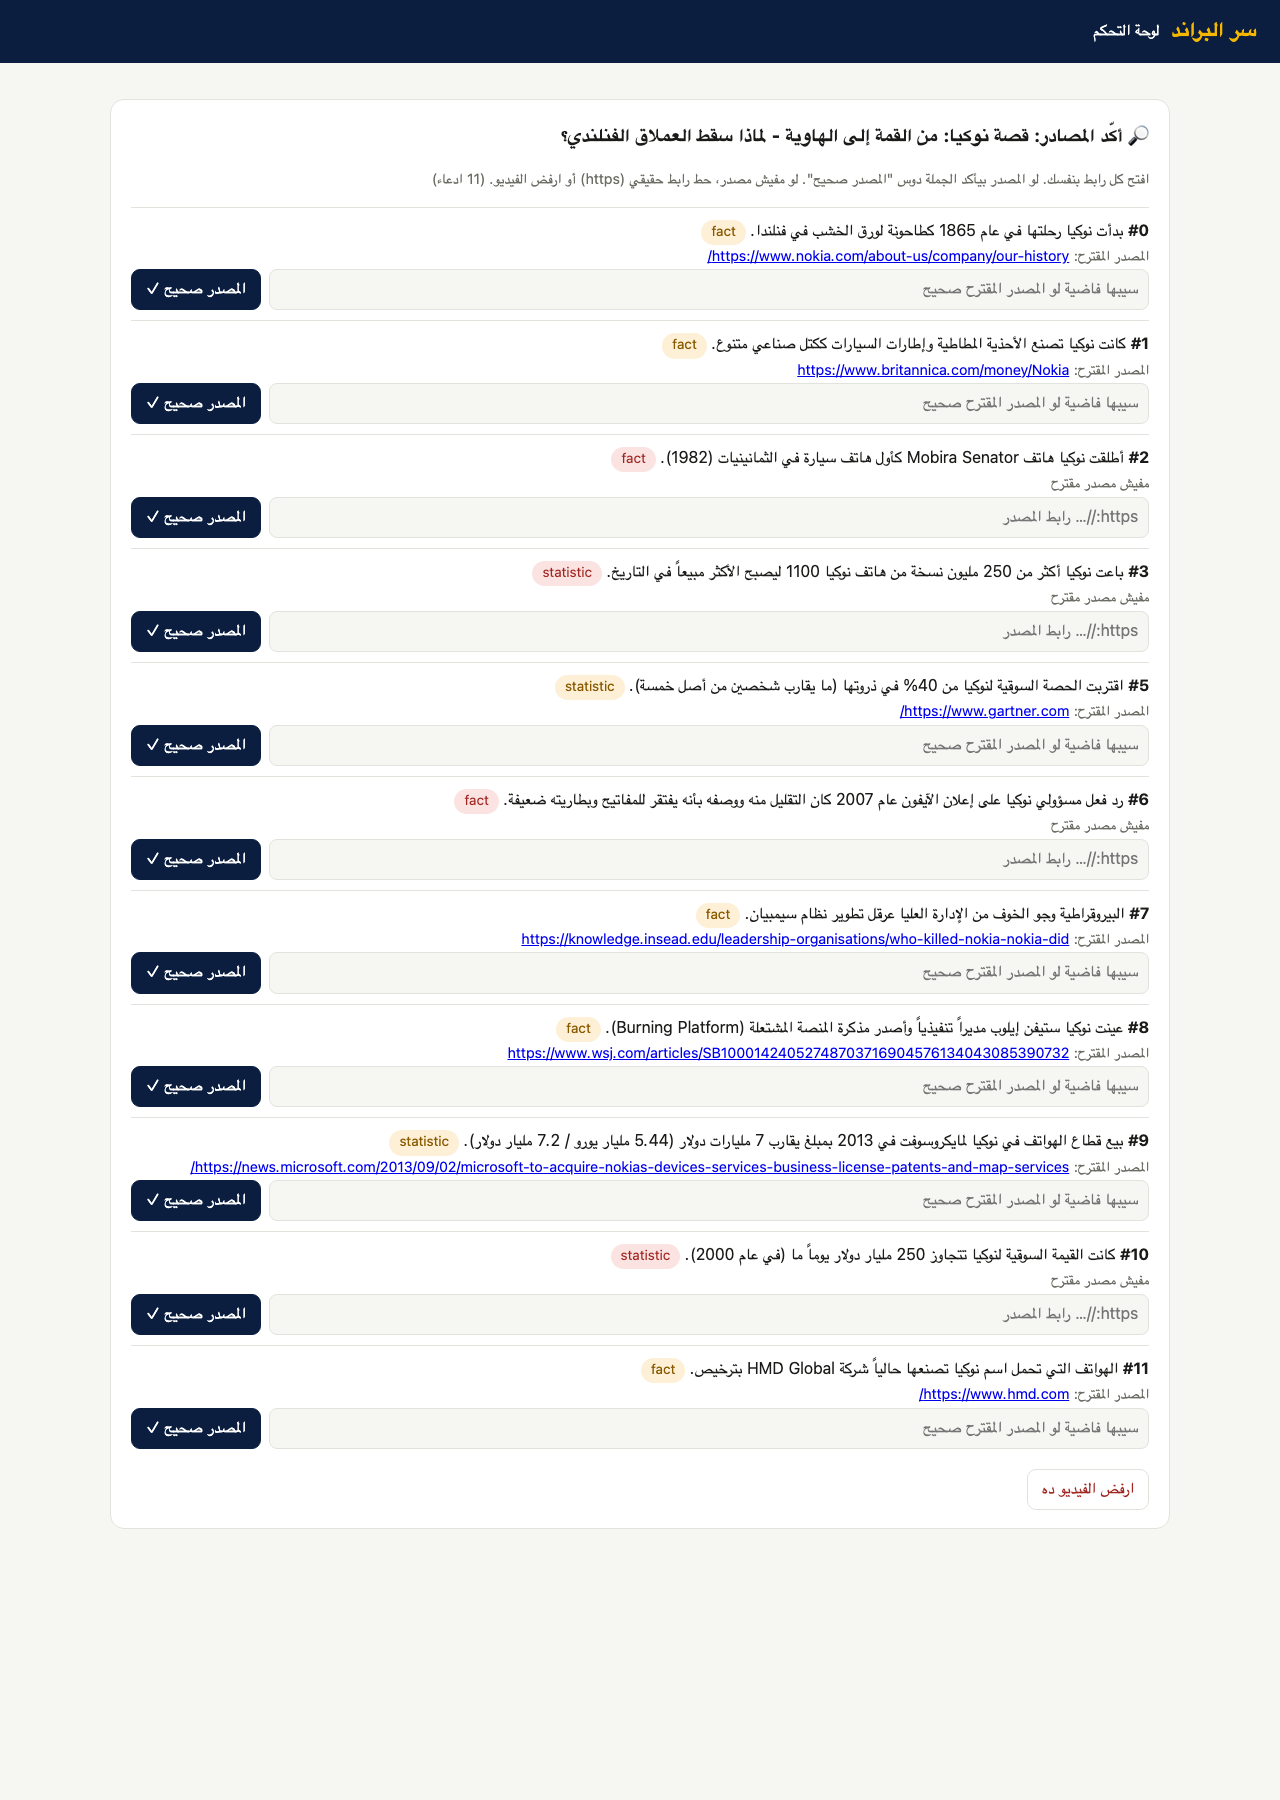 سر البراند لوحة التحكم
🔎 أكّد المصادر: قصة نوكيا: من القمة إلى الهاوية - لماذا سقط العملاق الفنلندي؟
افتح كل رابط بنفسك. لو المصدر بيأكد الجملة دوس "المصدر صحيح". لو مفيش مصدر، حط رابط حقيقي (https) أو ارفض الفيديو. (11 ادعاء)
#0 بدأت نوكيا رحلتها في عام 1865 كطاحونة لورق الخشب في فنلندا. fact
المصدر المقترح: https://www.nokia.com/about-us/company/our-history/
سيبها فاضية لو المصدر المقترح صحيح
المصدر صحيح ✓
#1 كانت نوكيا تصنع الأحذية المطاطية وإطارات السيارات ككتل صناعي متنوع. fact
المصدر المقترح: https://www.britannica.com/money/Nokia
سيبها فاضية لو المصدر المقترح صحيح
المصدر صحيح ✓
#2 أطلقت نوكيا هاتف Mobira Senator كأول هاتف سيارة في الثمانينيات (1982). fact
مفيش مصدر مقترح
https://... رابط المصدر
المصدر صحيح ✓
#3 باعت نوكيا أكثر من 250 مليون نسخة من هاتف نوكيا 1100 ليصبح الأكثر مبيعاً في التاريخ. statistic
مفيش مصدر مقترح
https://... رابط المصدر
المصدر صحيح ✓
#5 اقتربت الحصة السوقية لنوكيا من 40% في ذروتها (ما يقارب شخصين من أصل خمسة). statistic
المصدر المقترح: https://www.gartner.com/
سيبها فاضية لو المصدر المقترح صحيح
المصدر صحيح ✓
#6 رد فعل مسؤولي نوكيا على إعلان الآيفون عام 2007 كان التقليل منه ووصفه بأنه يفتقر للمفاتيح وبطاريته ضعيفة. fact
مفيش مصدر مقترح
https://... رابط المصدر
المصدر صحيح ✓
#7 البيروقراطية وجو الخوف من الإدارة العليا عرقل تطوير نظام سيمبيان. fact
المصدر المقترح: https://knowledge.insead.edu/leadership-organisations/who-killed-nokia-nokia-did
سيبها فاضية لو المصدر المقترح صحيح
المصدر صحيح ✓
#8 عينت نوكيا ستيفن إيلوب مديراً تنفيذياً وأصدر مذكرة المنصة المشتعلة (Burning Platform). fact
المصدر المقترح: https://www.wsj.com/articles/SB10001424052748703716904576134043085390732
سيبها فاضية لو المصدر المقترح صحيح
المصدر صحيح ✓
#9 بيع قطاع الهواتف في نوكيا لمايكروسوفت في 2013 بمبلغ يقارب 7 مليارات دولار (5.44 مليار يورو / 7.2 مليار دولار). statistic
المصدر المقترح: https://news.microsoft.com/2013/09/02/microsoft-to-acquire-nokias-devices-services-business-license-patents-and-map-services/
سيبها فاضية لو المصدر المقترح صحيح
المصدر صحيح ✓
#10 كانت القيمة السوقية لنوكيا تتجاوز 250 مليار دولار يوماً ما (في عام 2000). statistic
مفيش مصدر مقترح
https://... رابط المصدر
المصدر صحيح ✓
#11 الهواتف التي تحمل اسم نوكيا تصنعها حالياً شركة HMD Global بترخيص. fact
المصدر المقترح: https://www.hmd.com/
سيبها فاضية لو المصدر المقترح صحيح
المصدر صحيح ✓
ارفض الفيديو ده